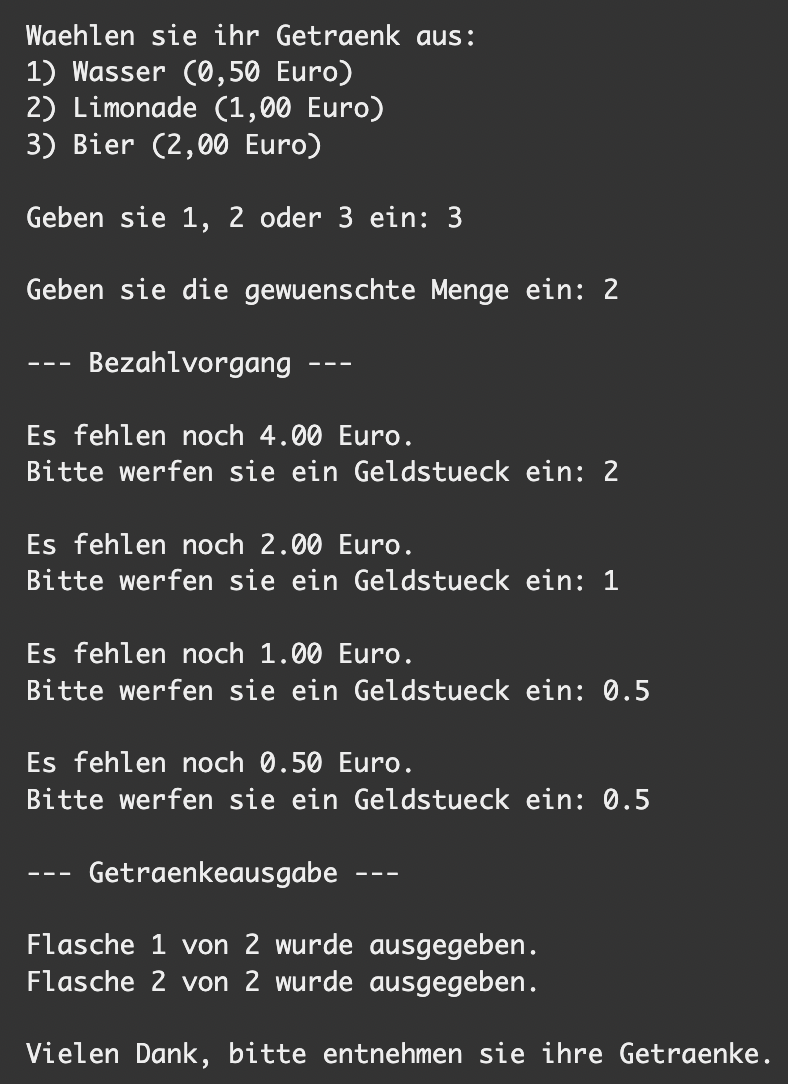 Waehlen sie ihr Getraenk aus:
1) Wasser (0,50 Euro)
2) Limonade (1,00 Euro)
3) Bier (2,00 Euro)
Geben sie 1, 2 oder 3 ein: 3
Geben sie die gewuenschte Menge ein: 2
--- Bezahlvorgang ---
Es fehlen noch 4.00 Euro.
Bitte werfen sie ein Geldstueck ein: 2
Es fehlen noch 2.00 Euro.
Bitte werfen sie ein Geldstueck ein: 1
Es fehlen noch 1.00 Euro.
Bitte werfen sie ein Geldstueck ein: 0.5
Es fehlen noch 0.50 Euro.
Bitte werfen sie ein Geldstueck ein: 0.5
--- Getraenkeausgabe ---
Flasche 1 von 2 wurde ausgegeben.
Flasche 2 von 2 wurde ausgegeben.
Vielen Dank, bitte entnehmen sie ihre Getraenke.